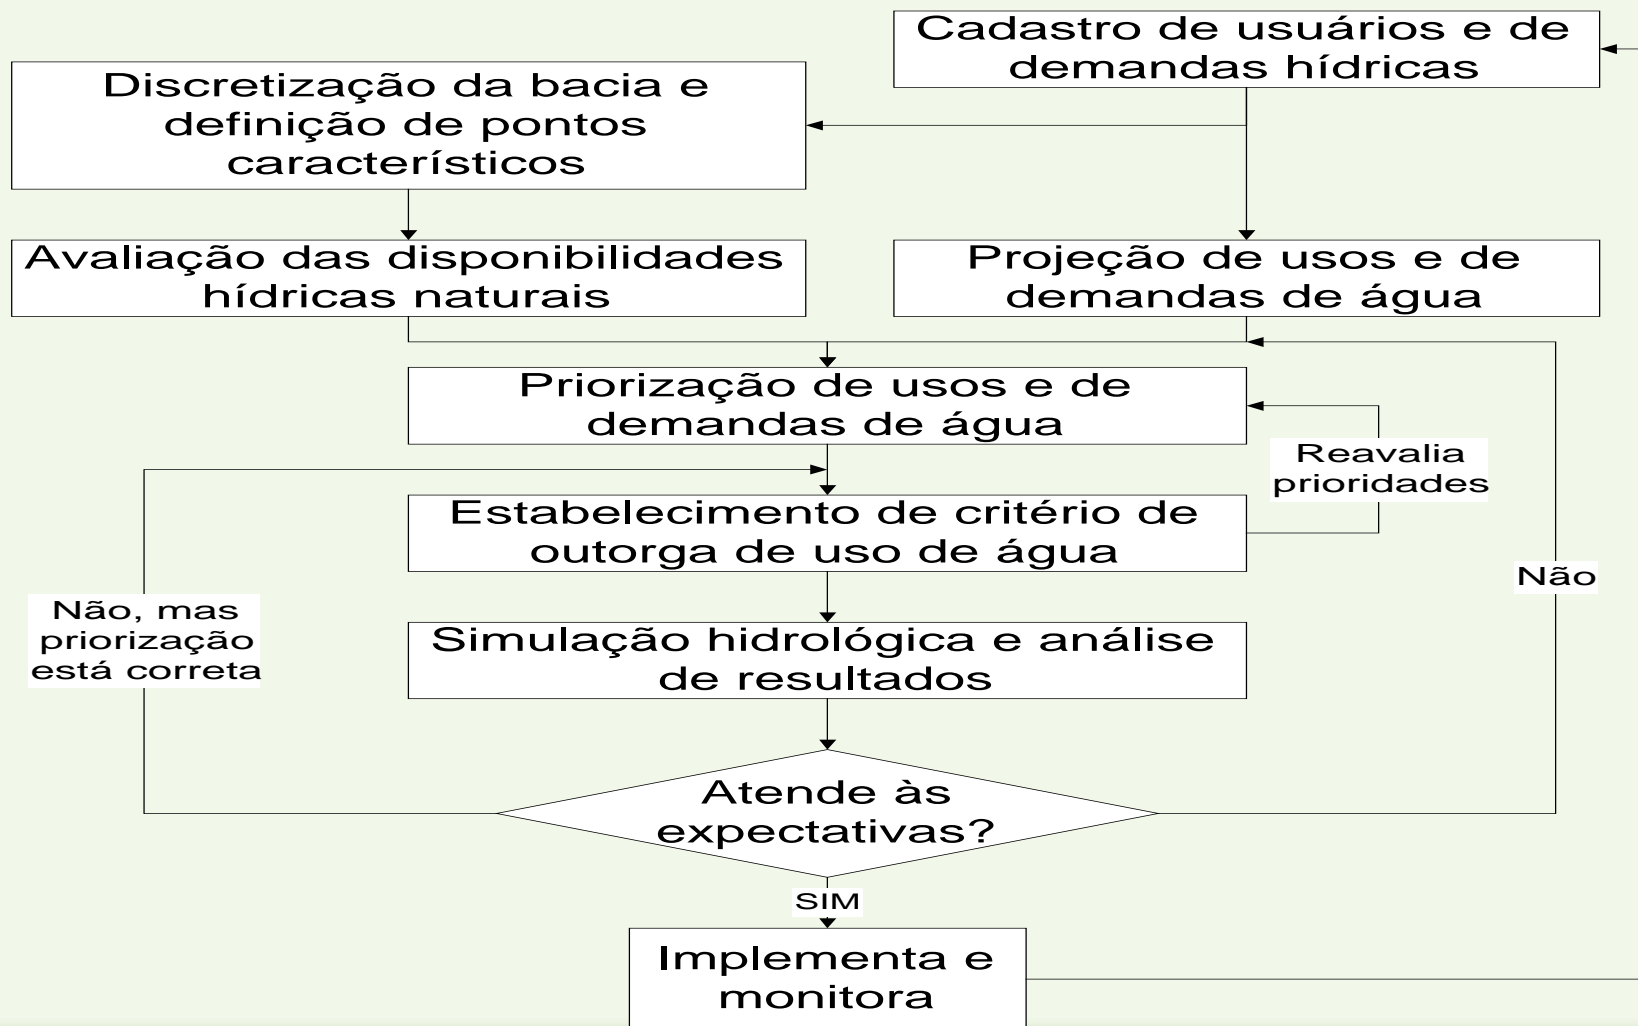 Cadastro de usuários e de
demandas hídricas
Discretização da bacia e
definição de pontos
característicos
Avaliação das disponibilidades
hídricas naturais
Projeção de usos e de
demandas de água
Priorização de usos e de
demandas de água
Reavalia
prioridades
Estabelecimento de critério de
outorga de uso de água
Não
Não, mas
priorização
está correta
Simulação hidrológica e análise
de resultados
Atende às
expectativas?
SIM
Implementa e
monitora